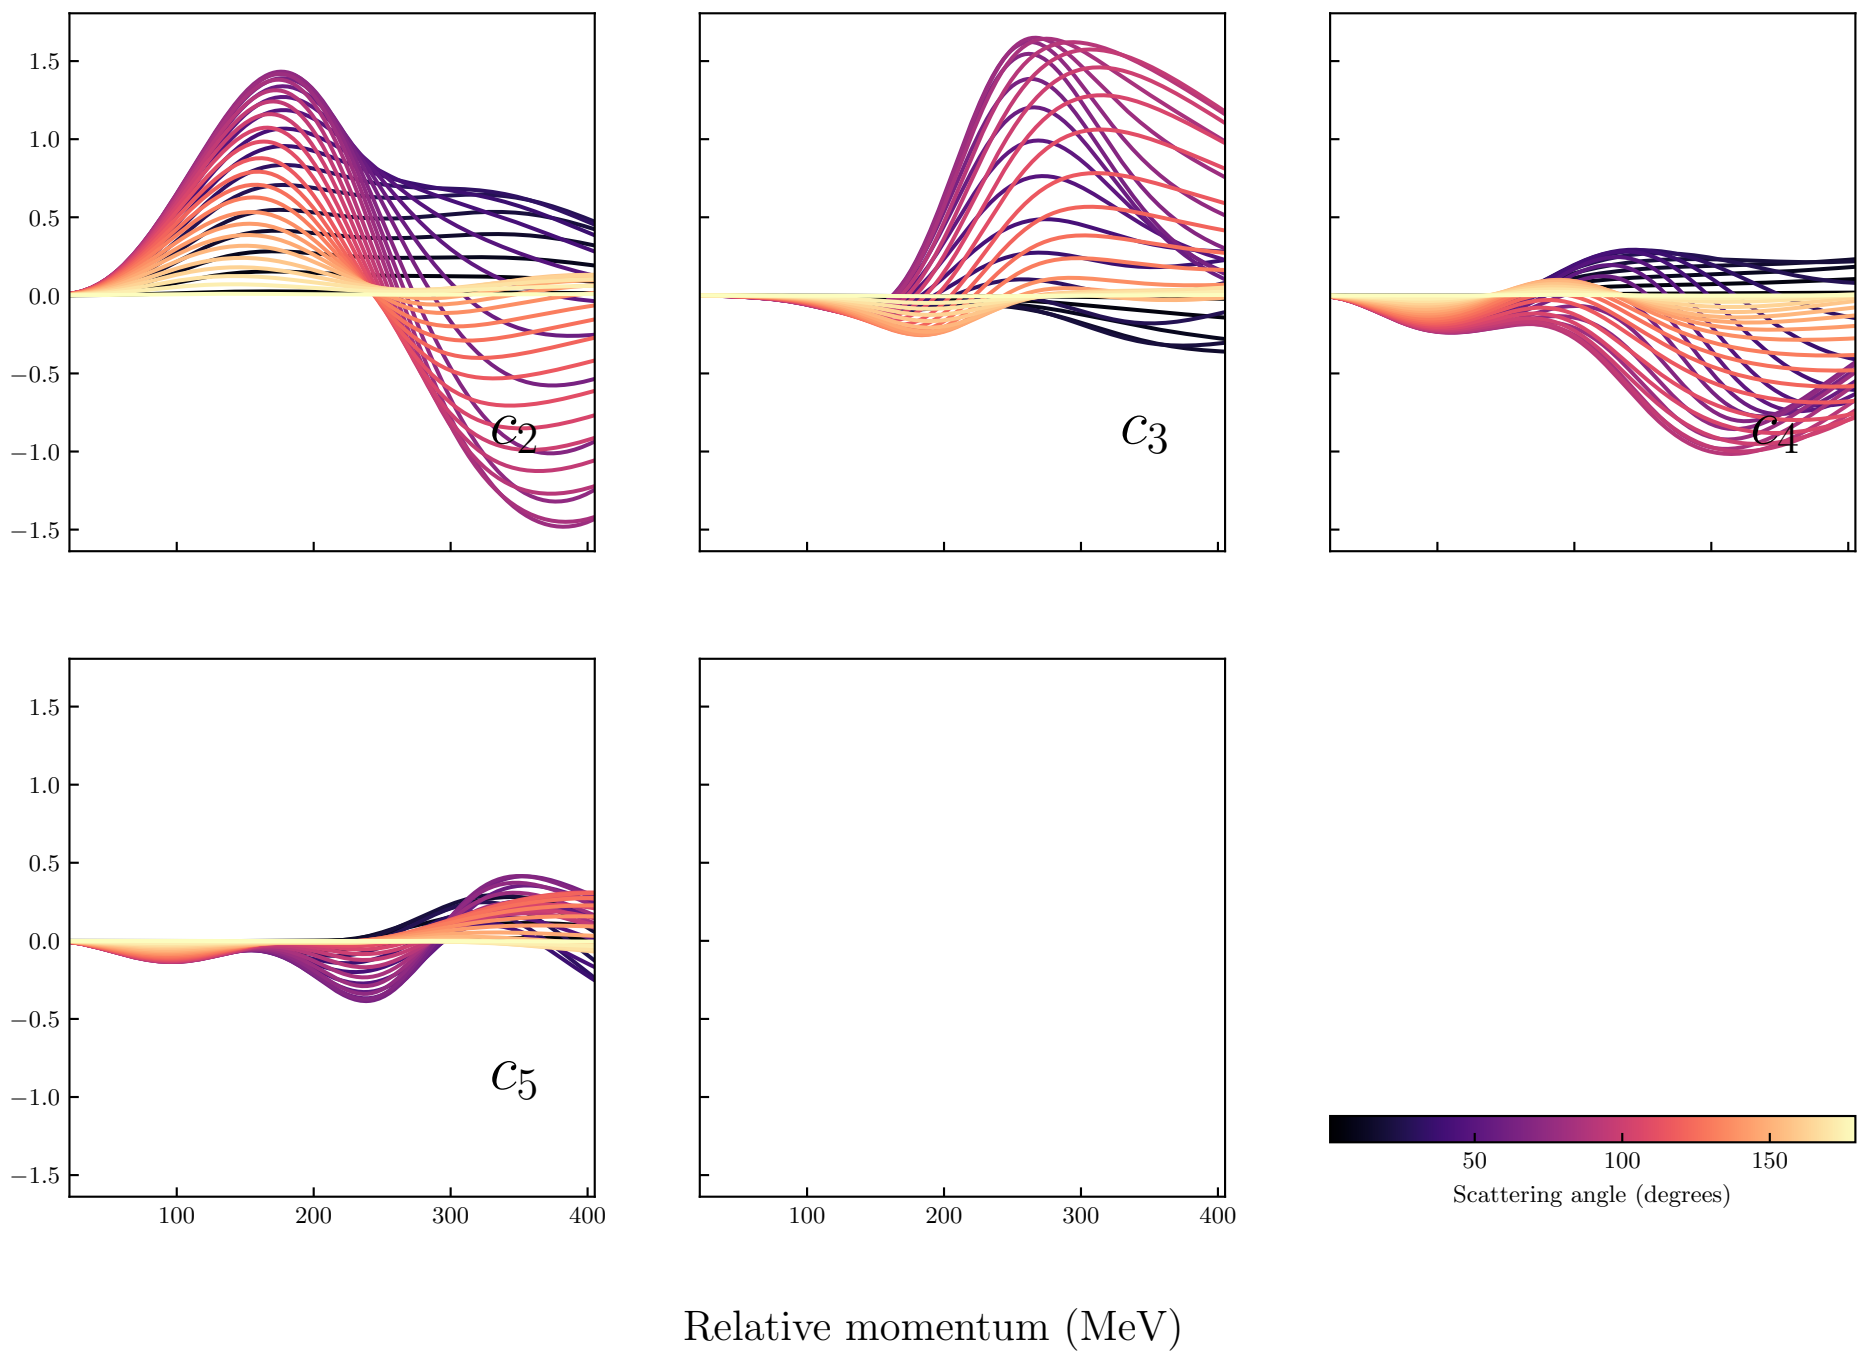 1.5
1.0
0.5
0.0
−0.5
−1.0
−1.5
c₂
c₃
c₄
1.5
1.0
0.5
0.0
−0.5
−1.0
−1.5
c₅
100 200 300 400
100 200 300 400
50 100 150
Scattering angle (degrees)
Relative momentum (MeV)